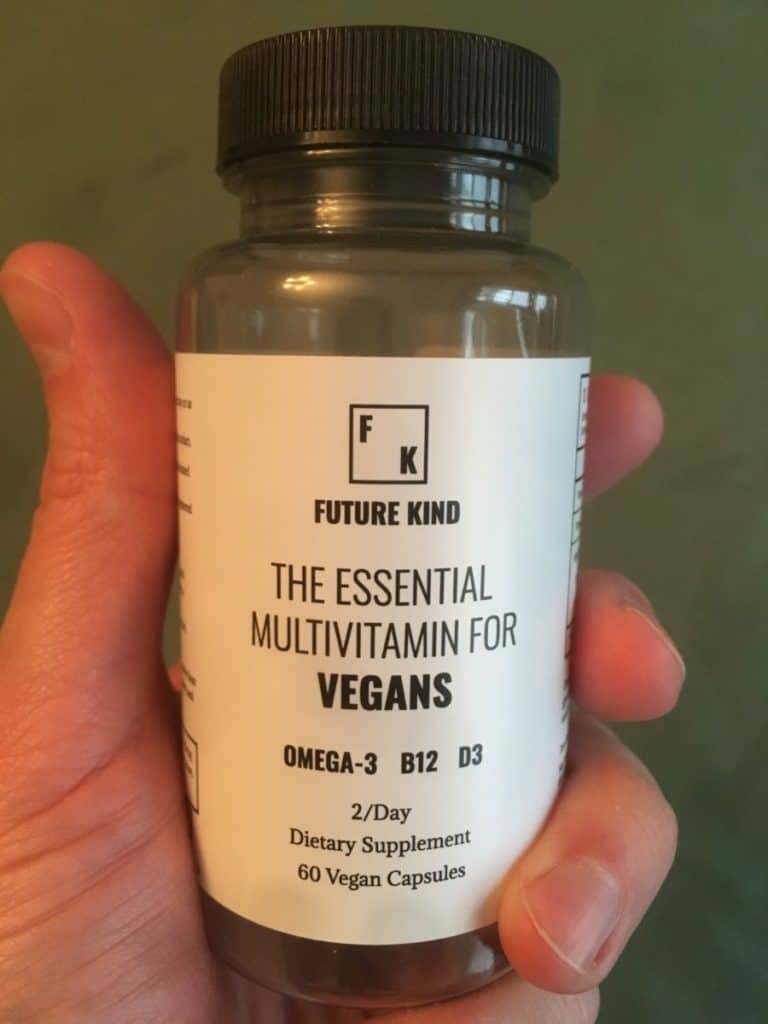 F
K
FUTURE KIND
THE ESSENTIAL
MULTIVITAMIN FOR
VEGANS
OMEGA-3 B12 D3
2/Day
Dietary Supplement
60 Vegan Capsules